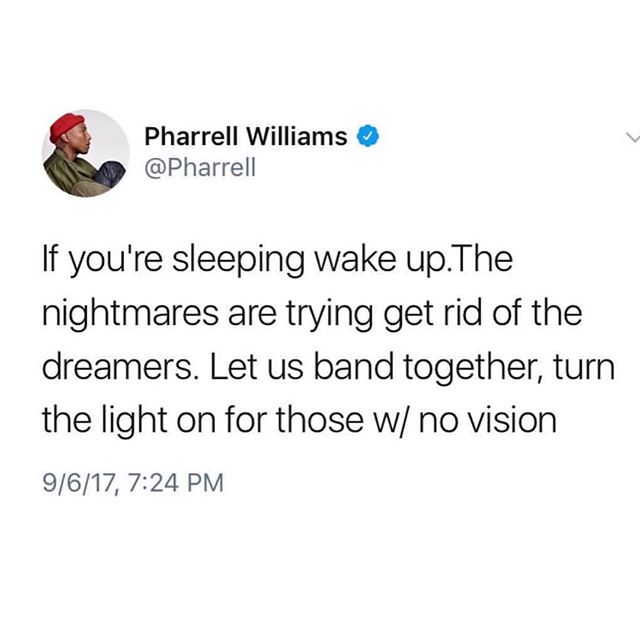 Pharrell Williams
@Pharrell
If you're sleeping wake up.The
nightmares are trying get rid of the
dreamers. Let us band together, turn
the light on for those w/ no vision
9/6/17, 7:24 PM